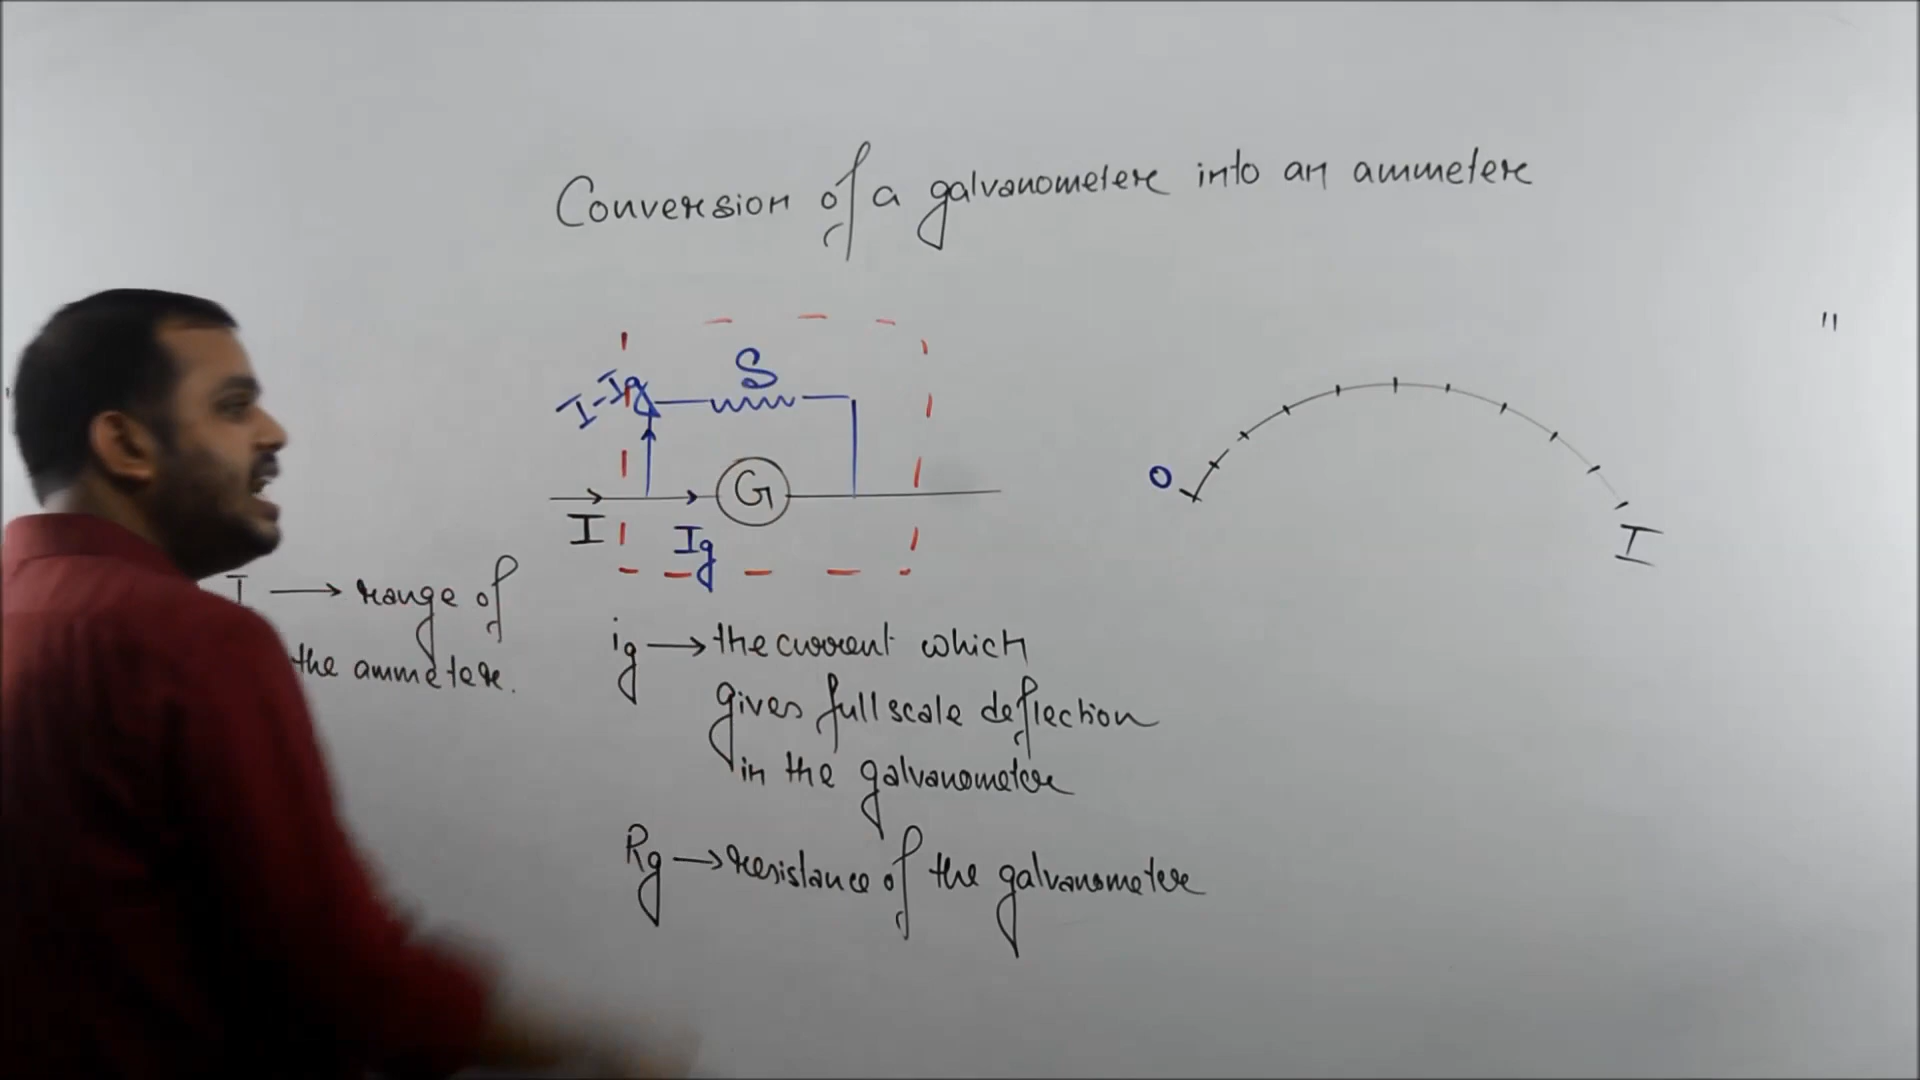 Conversion of a galvanometer into an ammeter
S
I-Ig
G
I
Ig
O
I
I → range of
the ammeter.
ig → the current which
gives full scale deflection
in the galvanometer
Rg → resistance of the galvanometer